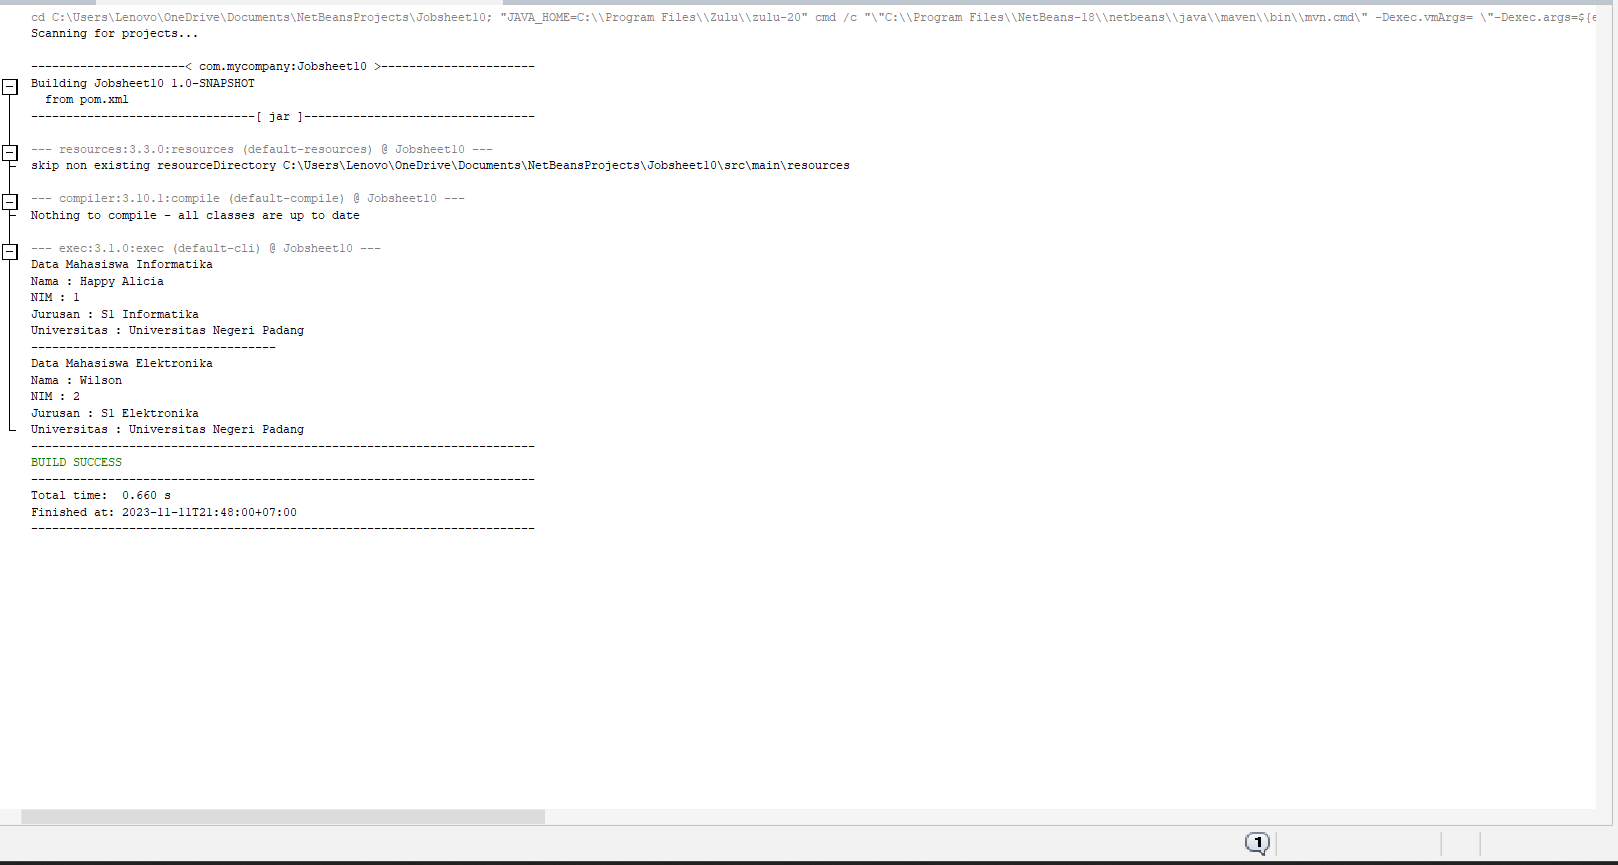 cd C:\Users\Lenovo\OneDrive\Documents\NetBeansProjects\Jobsheet10; "JAVA_HOME=C:\\Program Files\\Zulu\\zulu-20" cmd /c "\"C:\\Program Files\\NetBeans-18\\netbeans\\java\\maven\\bin\\mvn.cmd\" -Dexec.vmArgs= \"-Dexec.args=${e
Scanning for projects...
----------------------< com.mycompany:Jobsheet10 >----------------------
Building Jobsheet10 1.0-SNAPSHOT
  from pom.xml
--------------------------------[ jar ]---------------------------------
--- resources:3.3.0:resources (default-resources) @ Jobsheet10 ---
skip non existing resourceDirectory C:\Users\Lenovo\OneDrive\Documents\NetBeansProjects\Jobsheet10\src\main\resources
--- compiler:3.10.1:compile (default-compile) @ Jobsheet10 ---
Nothing to compile - all classes are up to date
--- exec:3.1.0:exec (default-cli) @ Jobsheet10 ---
Data Mahasiswa Informatika
Nama : Happy Alicia
NIM : 1
Jurusan : S1 Informatika
Universitas : Universitas Negeri Padang
-----------------------------------
Data Mahasiswa Elektronika
Nama : Wilson
NIM : 2
Jurusan : S1 Elektronika
Universitas : Universitas Negeri Padang
------------------------------------------------------------------------
BUILD SUCCESS
------------------------------------------------------------------------
Total time:  0.660 s
Finished at: 2023-11-11T21:48:00+07:00
------------------------------------------------------------------------
1